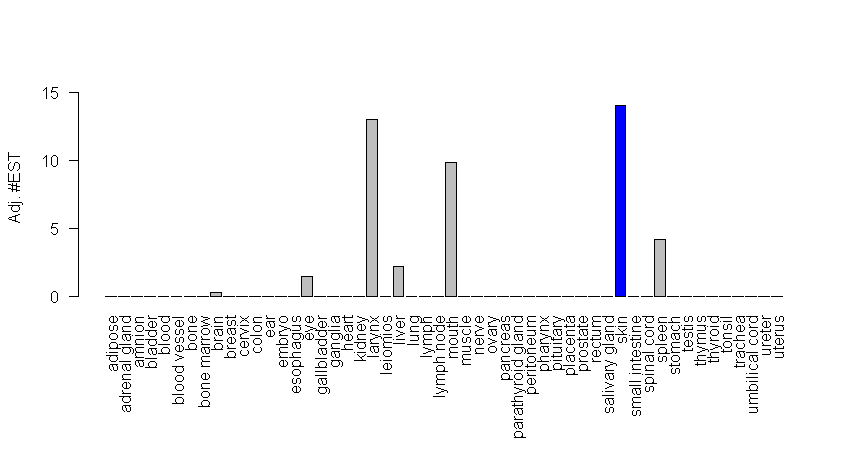 Adj. #EST
15
10
5
0
adipose
adrenal gland
amnion
bladder
blood
blood vessel
bone
bone marrow
brain
breast
cervix
colon
ear
embryo
esophagus
eye
gallbladder
ganglia
heart
kidney
larynx
leiomios
liver
lung
lymph
lymph node
mouth
muscle
nerve
ovary
pancreas
parathyroid gland
peritoneum
pharynx
pituitary
placenta
prostate
rectum
salivary gland
skin
small intestine
spinal cord
spleen
stomach
testis
thymus
thyroid
tonsil
trachea
umbilical cord
ureter
uterus